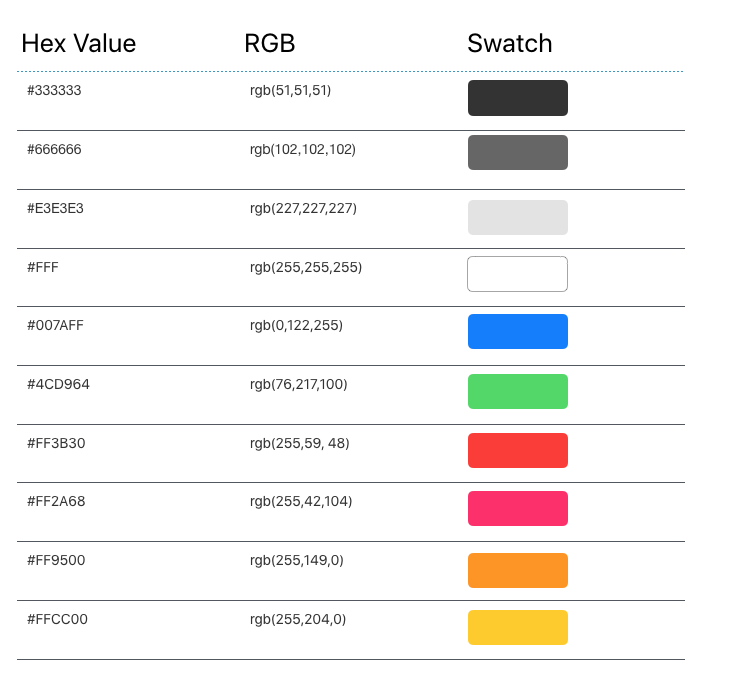 Hex Value RGB Swatch
#333333 rgb(51,51,51)
#666666 rgb(102,102,102)
#E3E3E3 rgb(227,227,227)
#FFF rgb(255,255,255)
#007AFF rgb(0,122,255)
#4CD964 rgb(76,217,100)
#FF3B30 rgb(255,59, 48)
#FF2A68 rgb(255,42,104)
#FF9500 rgb(255,149,0)
#FFCC00 rgb(255,204,0)